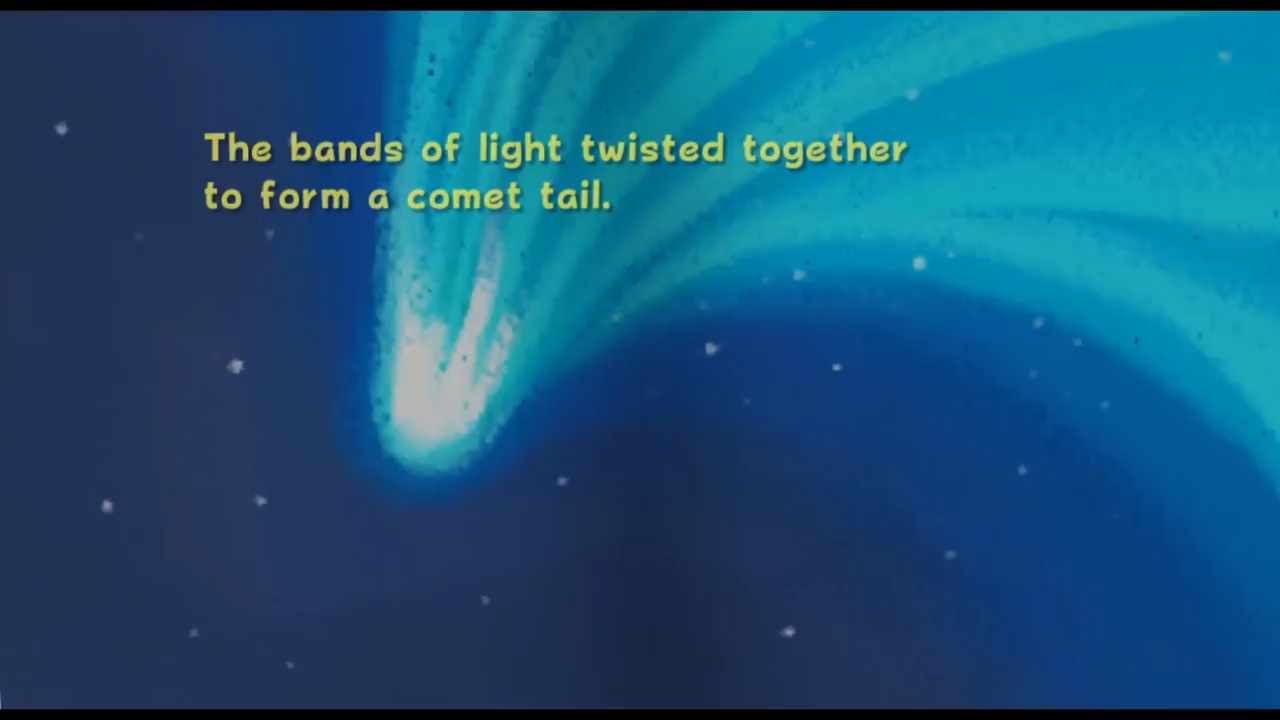 The bands of light twisted together
to form a comet tail.